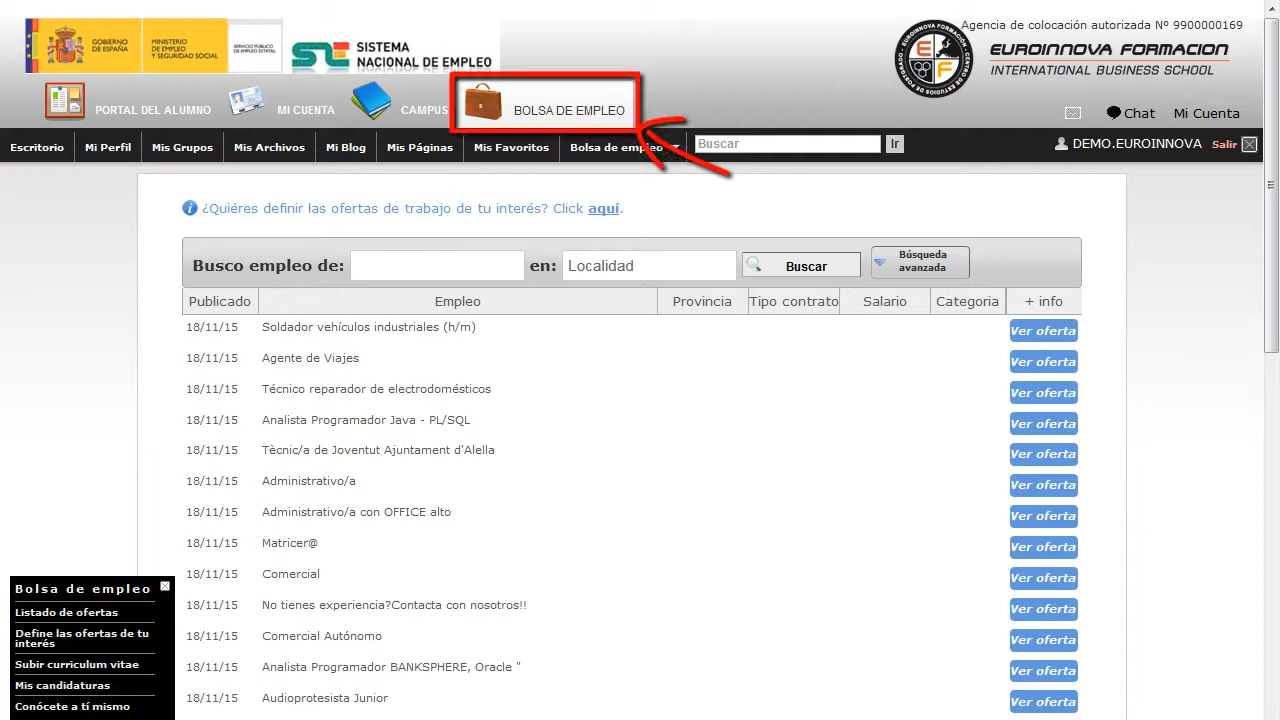 GOBIERNO DE ESPAÑA
MINISTERIO DE EMPLEO Y SEGURIDAD SOCIAL
SERVICIO PÚBLICO DE EMPLEO ESTATAL
SISTEMA NACIONAL DE EMPLEO
Agencia de colocación autorizada Nº 9900000169
EUROINNOVA FORMACION
INTERNATIONAL BUSINESS SCHOOL
EUROINNOVA FORMACIÓN
CENTRO DE ESTUDIOS DE POSTGRADO
E
F
PORTAL DEL ALUMNO
MI CUENTA
CAMPUS
BOLSA DE EMPLEO
Chat
Mi Cuenta
Escritorio
Mi Perfil
Mis Grupos
Mis Archivos
Mi Blog
Mis Páginas
Mis Favoritos
Bolsa de empleo
Buscar
Ir
DEMO.EUROINNOVA
Salir
¿Quiéres definir las ofertas de trabajo de tu interés? Click aquí.
Busco empleo de:
en:
Localidad
Buscar
Búsqueda avanzada
Publicado Empleo Provincia Tipo contrato Salario Categoria + info
18/11/15 Soldador vehículos industriales (h/m) Ver oferta
18/11/15 Agente de Viajes Ver oferta
18/11/15 Técnico reparador de electrodomésticos Ver oferta
18/11/15 Analista Programador Java - PL/SQL Ver oferta
18/11/15 Tècnic/a de Joventut Ajuntament d'Alella Ver oferta
18/11/15 Administrativo/a Ver oferta
18/11/15 Administrativo/a con OFFICE alto Ver oferta
18/11/15 Matricer@ Ver oferta
18/11/15 Comercial Ver oferta
18/11/15 No tienes experiencia?Contacta con nosotros!! Ver oferta
18/11/15 Comercial Autónomo Ver oferta
18/11/15 Analista Programador BANKSPHERE, Oracle " Ver oferta
18/11/15 Audioprotesista Junior Ver oferta
Bolsa de empleo
Listado de ofertas
Define las ofertas de tu
interés
Subir curriculum vitae
Mis candidaturas
Conócete a tí mismo